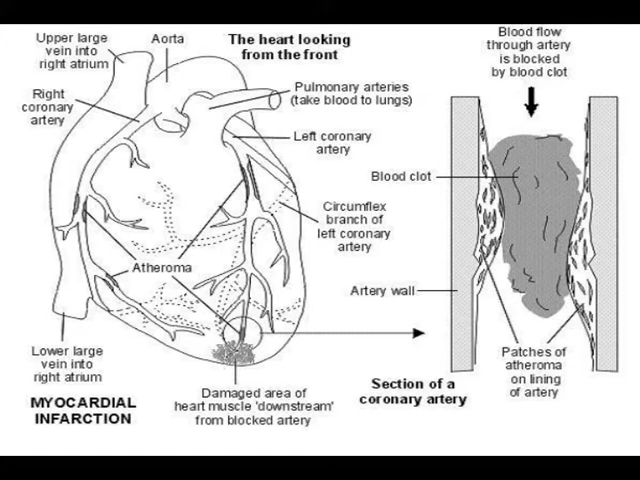 Upper large
vein into
right atrium
Aorta
The heart looking
from the front
Right
coronary
artery
Pulmonary arteries
(take blood to lungs)
Left coronary
artery
Circumflex
branch of
left coronary
artery
Atheroma
Lower large
vein into
right atrium
MYOCARDIAL
INFARCTION
Damaged area of
heart muscle 'downstream'
from blocked artery
Blood flow
through artery
is blocked
by blood clot
Blood clot
Artery wall
Patches of
atheroma
on lining
of artery
Section of a
coronary artery